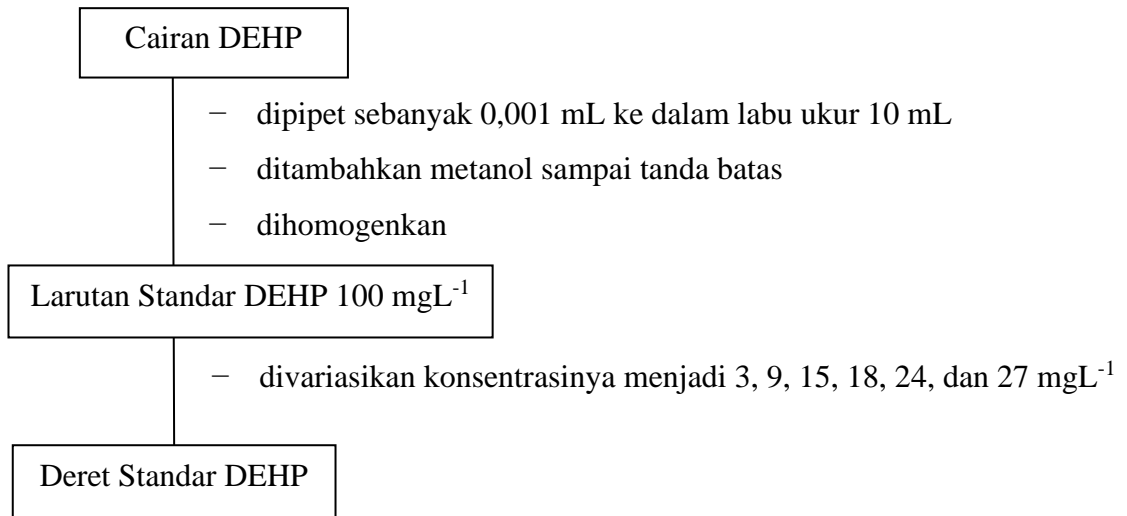 Cairan DEHP
− dipipet sebanyak 0,001 mL ke dalam labu ukur 10 mL
− ditambahkan metanol sampai tanda batas
− dihomogenkan
Larutan Standar DEHP 100 mgL⁻¹
− divariasikan konsentrasinya menjadi 3, 9, 15, 18, 24, dan 27 mgL⁻¹
Deret Standar DEHP